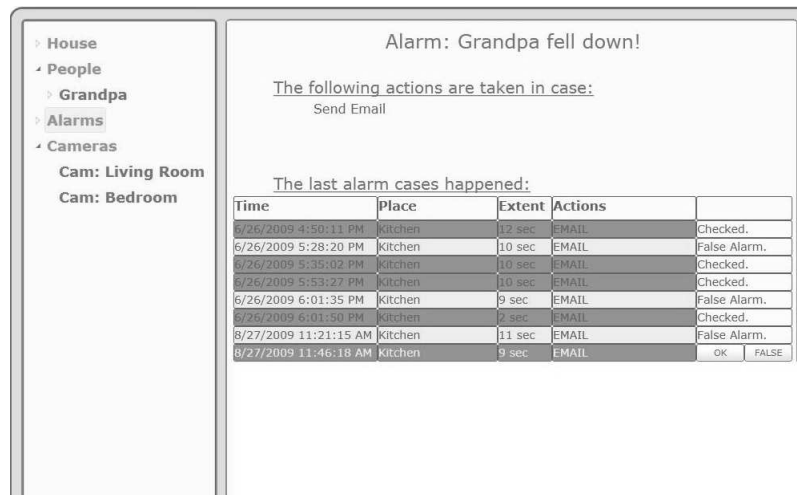 House
People
Grandpa
Alarms
Cameras
Cam: Living Room
Cam: Bedroom
Alarm: Grandpa fell down!
The following actions are taken in case:
Send Email
The last alarm cases happened:
Time Place Extent Actions
6/26/2009 4:50:11 PM Kitchen 12 sec EMAIL Checked.
6/26/2009 5:28:20 PM Kitchen 10 sec EMAIL False Alarm.
6/26/2009 5:35:02 PM Kitchen 10 sec EMAIL Checked.
6/26/2009 5:53:27 PM Kitchen 10 sec EMAIL Checked.
6/26/2009 6:01:35 PM Kitchen 9 sec EMAIL False Alarm.
6/26/2009 6:01:50 PM Kitchen 2 sec EMAIL Checked.
8/27/2009 11:21:15 AM Kitchen 11 sec EMAIL False Alarm.
8/27/2009 11:46:18 AM Kitchen 9 sec EMAIL OK FALSE